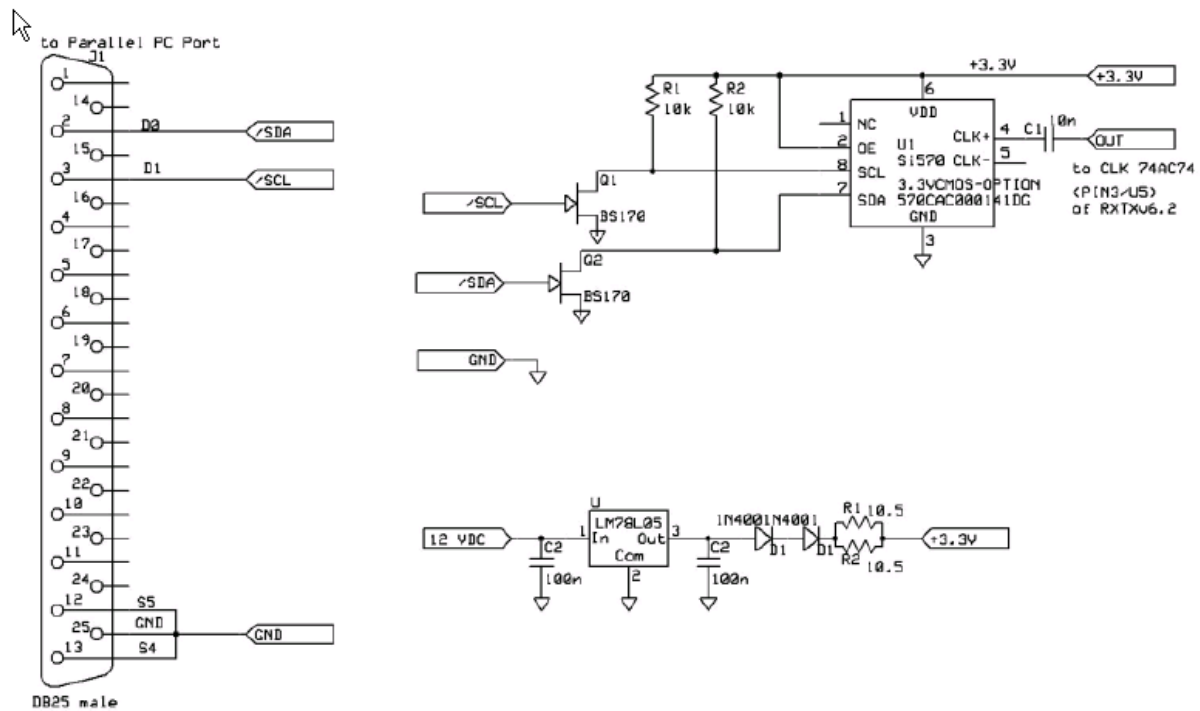 to Parallel PC Port
J1
1
14
2
D0
/SDA
15
3
D1
/SCL
16
4
17
5
18
6
19
7
20
8
21
9
22
10
23
11
24
12
S5
25
GND
GND
13
S4
DB25 male
+3.3V
+3.3V
R1
10k
R2
10k
6
VDD
1
NC
2
OE
U1
CLK+
4
C1
10n
OUT
8
SCL
Si570
CLK-
5
7
SDA
3.3VCMOS-OPTION
570CAC000141DG
GND
3
to CLK 74AC74
(PIN3/U5)
of RXTXv6.2
/SCL
Q1
BS170
/SDA
Q2
BS170
GND
12 VDC
C2
100n
U
1
LM78L05
In
Out
Com
3
2
C2
100n
1N4001
1N4001
D1
D1
R1
10.5
R2
10.5
+3.3V